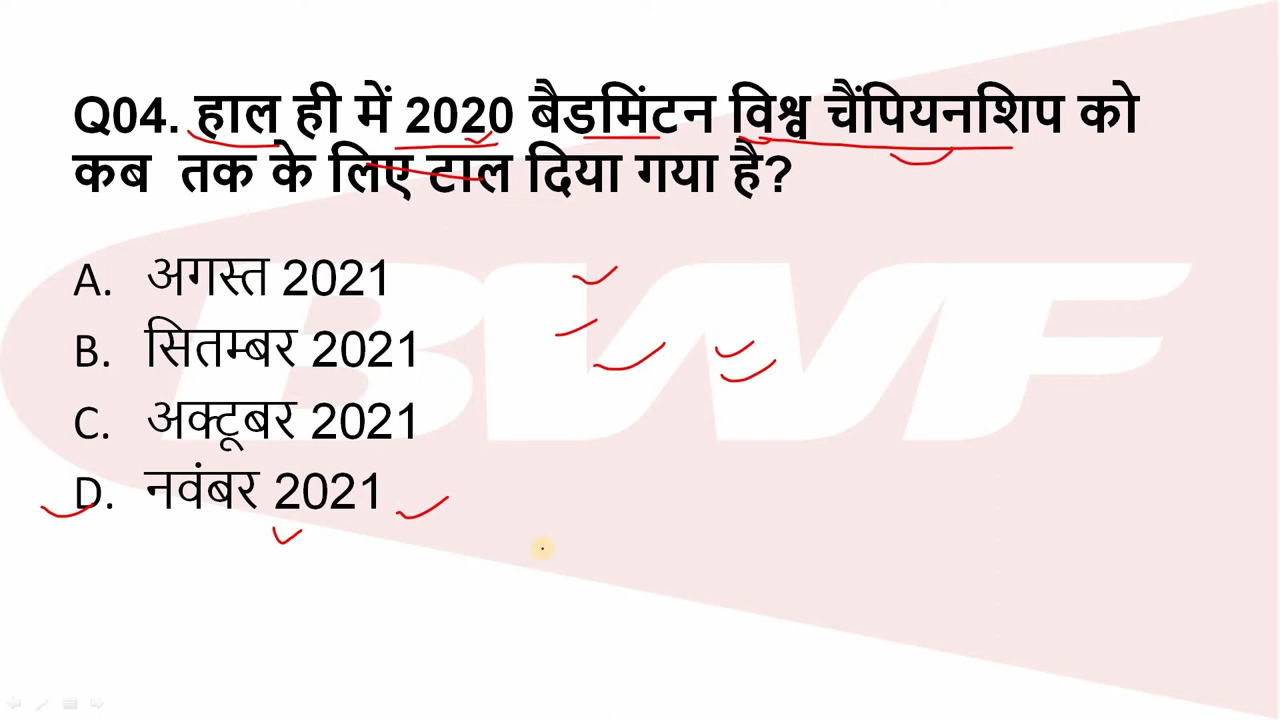 Q04. हाल ही में 2020 बैडमिंटन विश्व चैंपियनशिप को
कब तक के लिए टाल दिया गया है?
A. अगस्त 2021
B. सितम्बर 2021
C. अक्टूबर 2021
D. नवंबर 2021
BWF